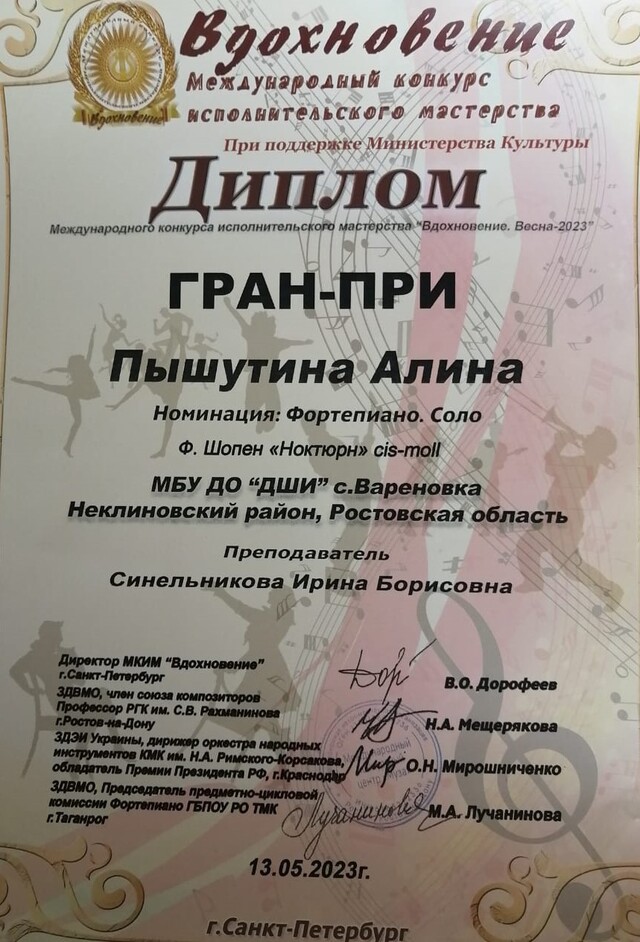 Вдохновение
Международный конкурс
исполнительского мастерства
Вдохновение
При поддержке Министерства Культуры
Диплом
Международного конкурса исполнительского мастерства "Вдохновение. Весна-2023"
ГРАН-ПРИ
Пышутина Алина
Номинация: Фортепиано. Соло
Ф. Шопен «Ноктюрн» cis-moll
МБУ ДО "ДШИ" с.Вареновка
Неклиновский район, Ростовская область
Преподаватель
Синельникова Ирина Борисовна
Директор МКИМ "Вдохновение"
г.Санкт-Петербург
В.О. Дорофеев
ЗДВМО, член союза композиторов
Профессор РГК им. С.В. Рахманинова
г.Ростов-на-Дону
Н.А. Мещерякова
ЗДЭИ Украины, дирижер оркестра народных
инструментов КМК им. Н.А. Римского-Корсакова,
обладатель Премии Президента РФ, г.Краснодар
О.Н. Мирошниченко
ЗДВМО, Председатель предметно-цикловой
комиссии Фортепиано ГБПОУ РО ТМК
г.Таганрог
Лучанинова
М.А. Лучанинова
13.05.2023г.
г.Санкт-Петербург